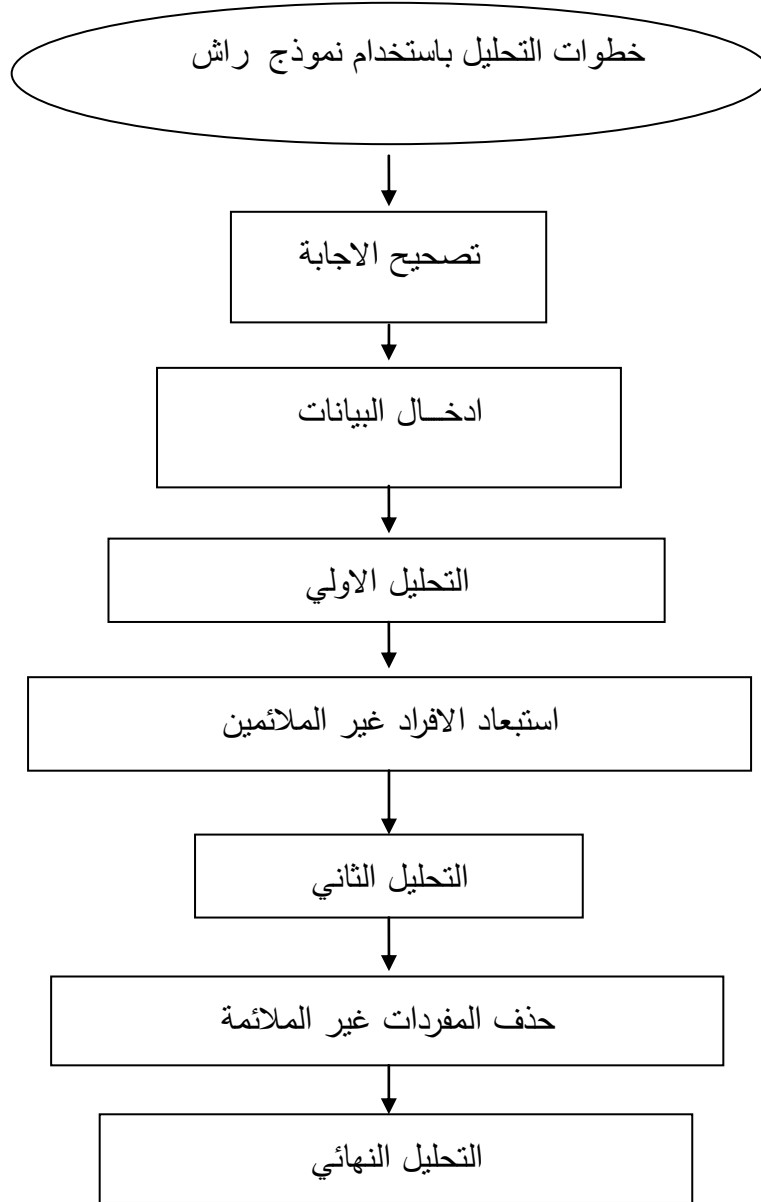 خطوات التحليل باستخدام نموذج راش
تصحيح الاجابة
ادخــال البيانات
التحليل الاولي
استبعاد الافراد غير الملائمين
التحليل الثاني
حذف المفردات غير الملائمة
التحليل النهائي